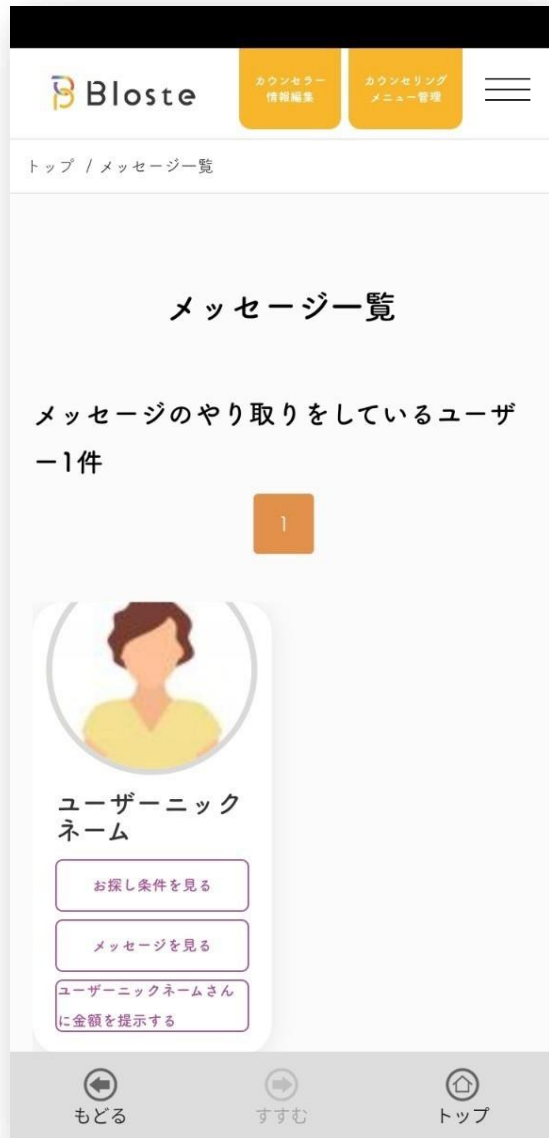 Bloste
カウンセラー
情報編集
カウンセリング
メニュー管理
トップ / メッセージ一覧
メッセージ一覧
メッセージのやり取りをしているユーザ
ー1件
1
ユーザーニック
ネーム
お探し条件を見る
メッセージを見る
ユーザーニックネームさん
に金額を提示する
もどる
すすむ
トップ